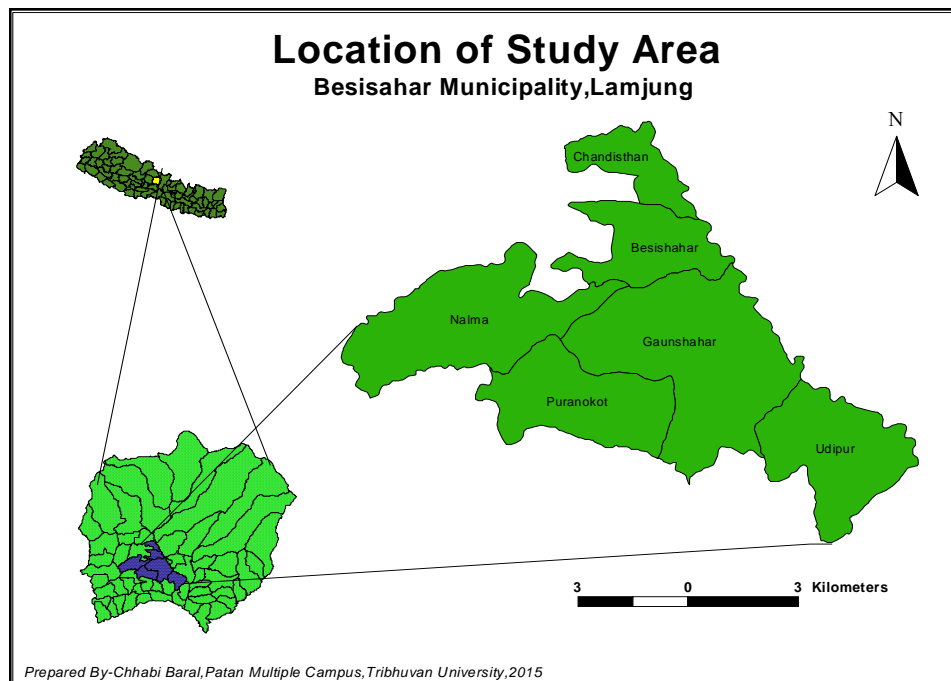 Location of Study Area
Besisahar Municipality,Lamjung
N
Chandisthan
Besishahar
Nalma
Gaunshahar
Puranokot
Udipur
3 0 3 Kilometers
Prepared By-Chhabi Baral,Patan Multiple Campus,Tribhuvan University,2015